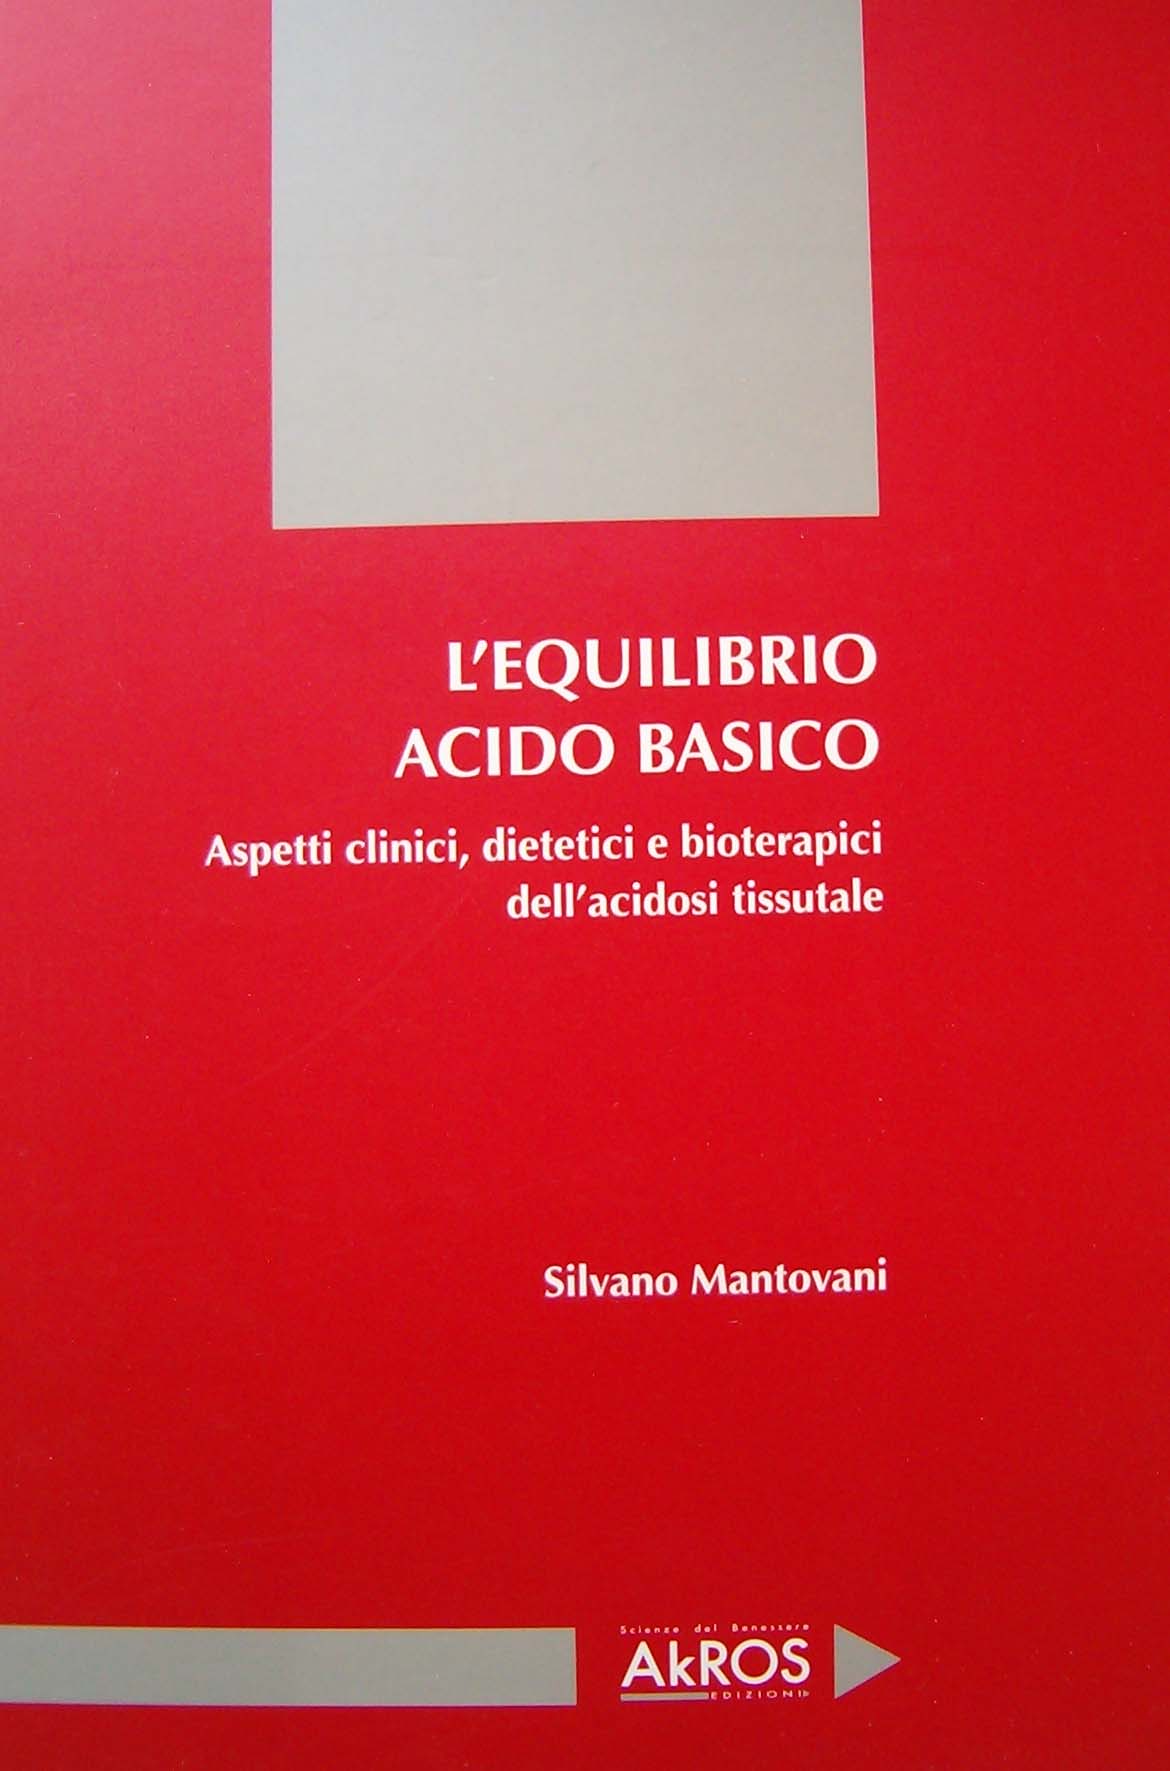 L'EQUILIBRIO
ACIDO BASICO
Aspetti clinici, dietetici e bioterapici
dell'acidosi tissutale
Silvano Mantovani
Scienze del Benessere
AkROS
EDIZIONI